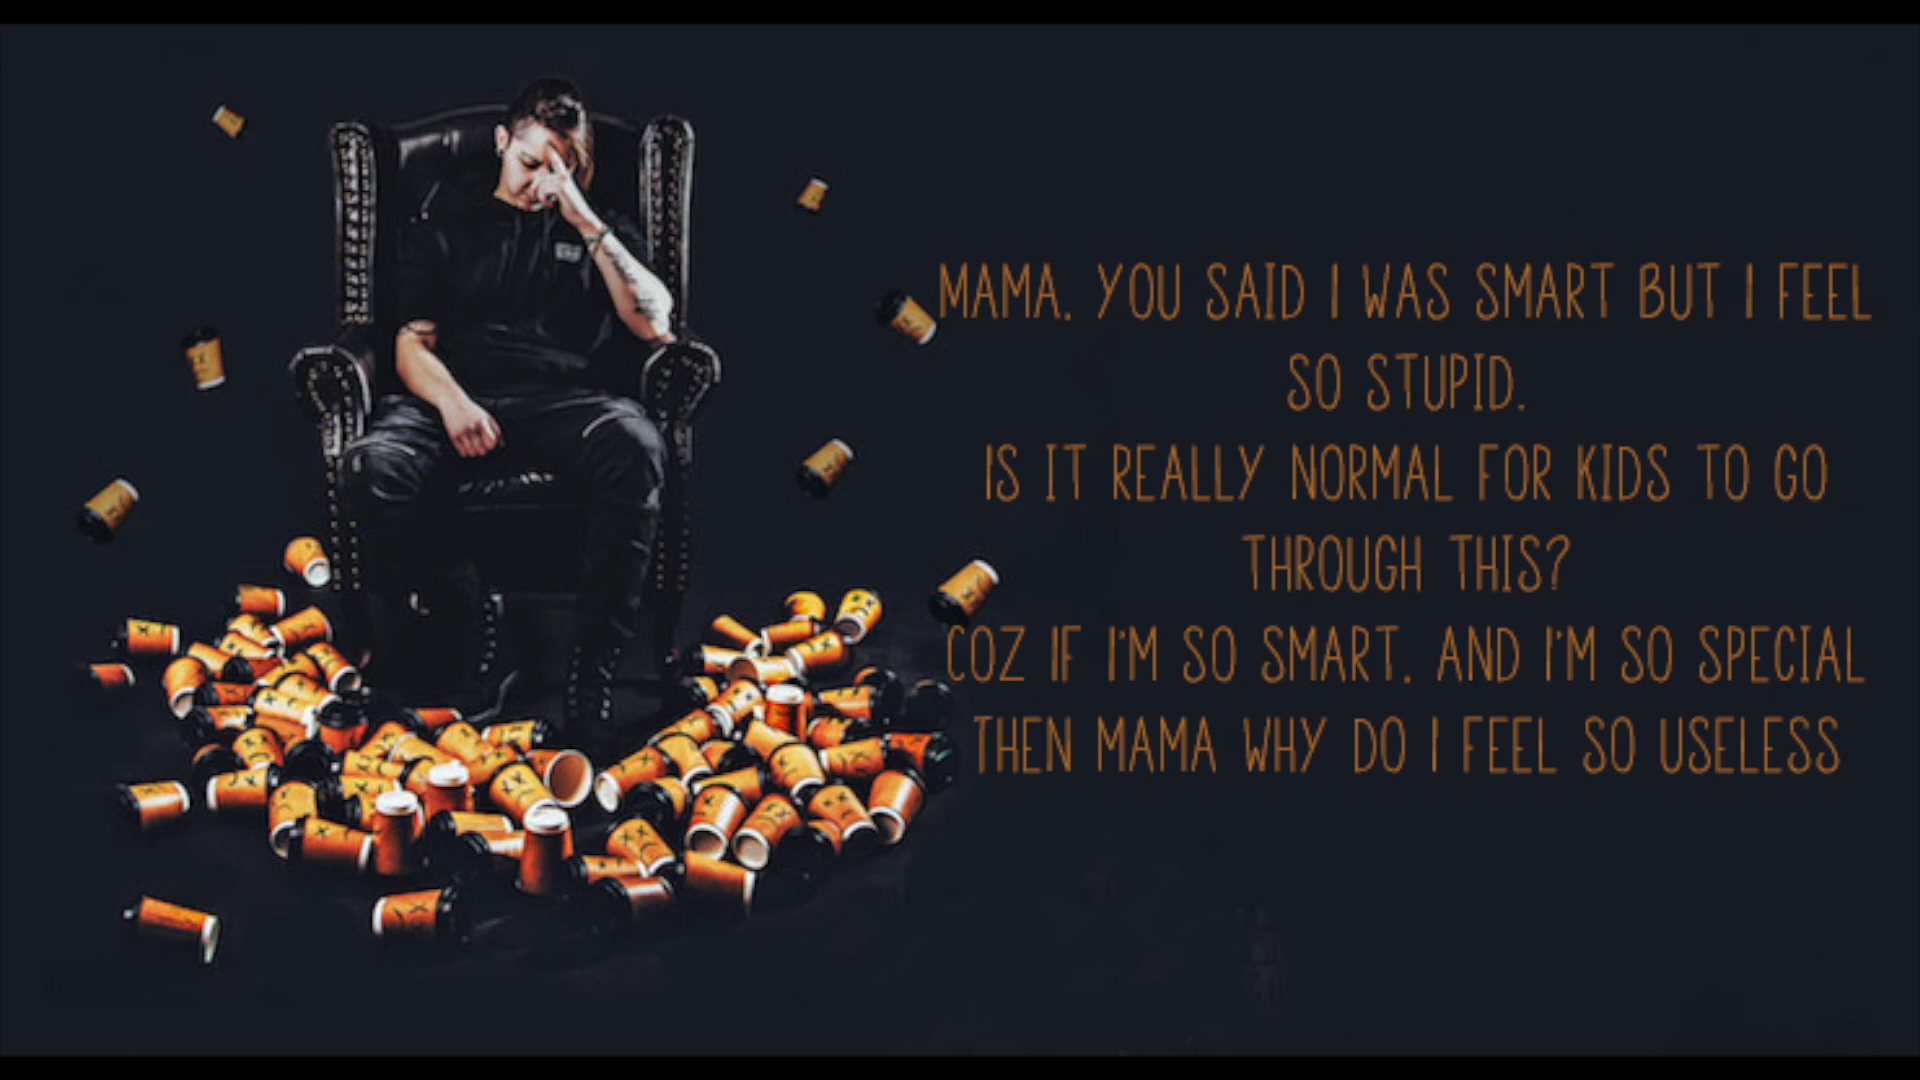 MAMA. YOU SAID I WAS SMART BUT I FEEL
SO STUPID.
IS IT REALLY NORMAL FOR KIDS TO GO
THROUGH THIS?
COZ IF I'M SO SMART. AND I'M SO SPECIAL
THEN MAMA WHY DO I FEEL SO USELESS